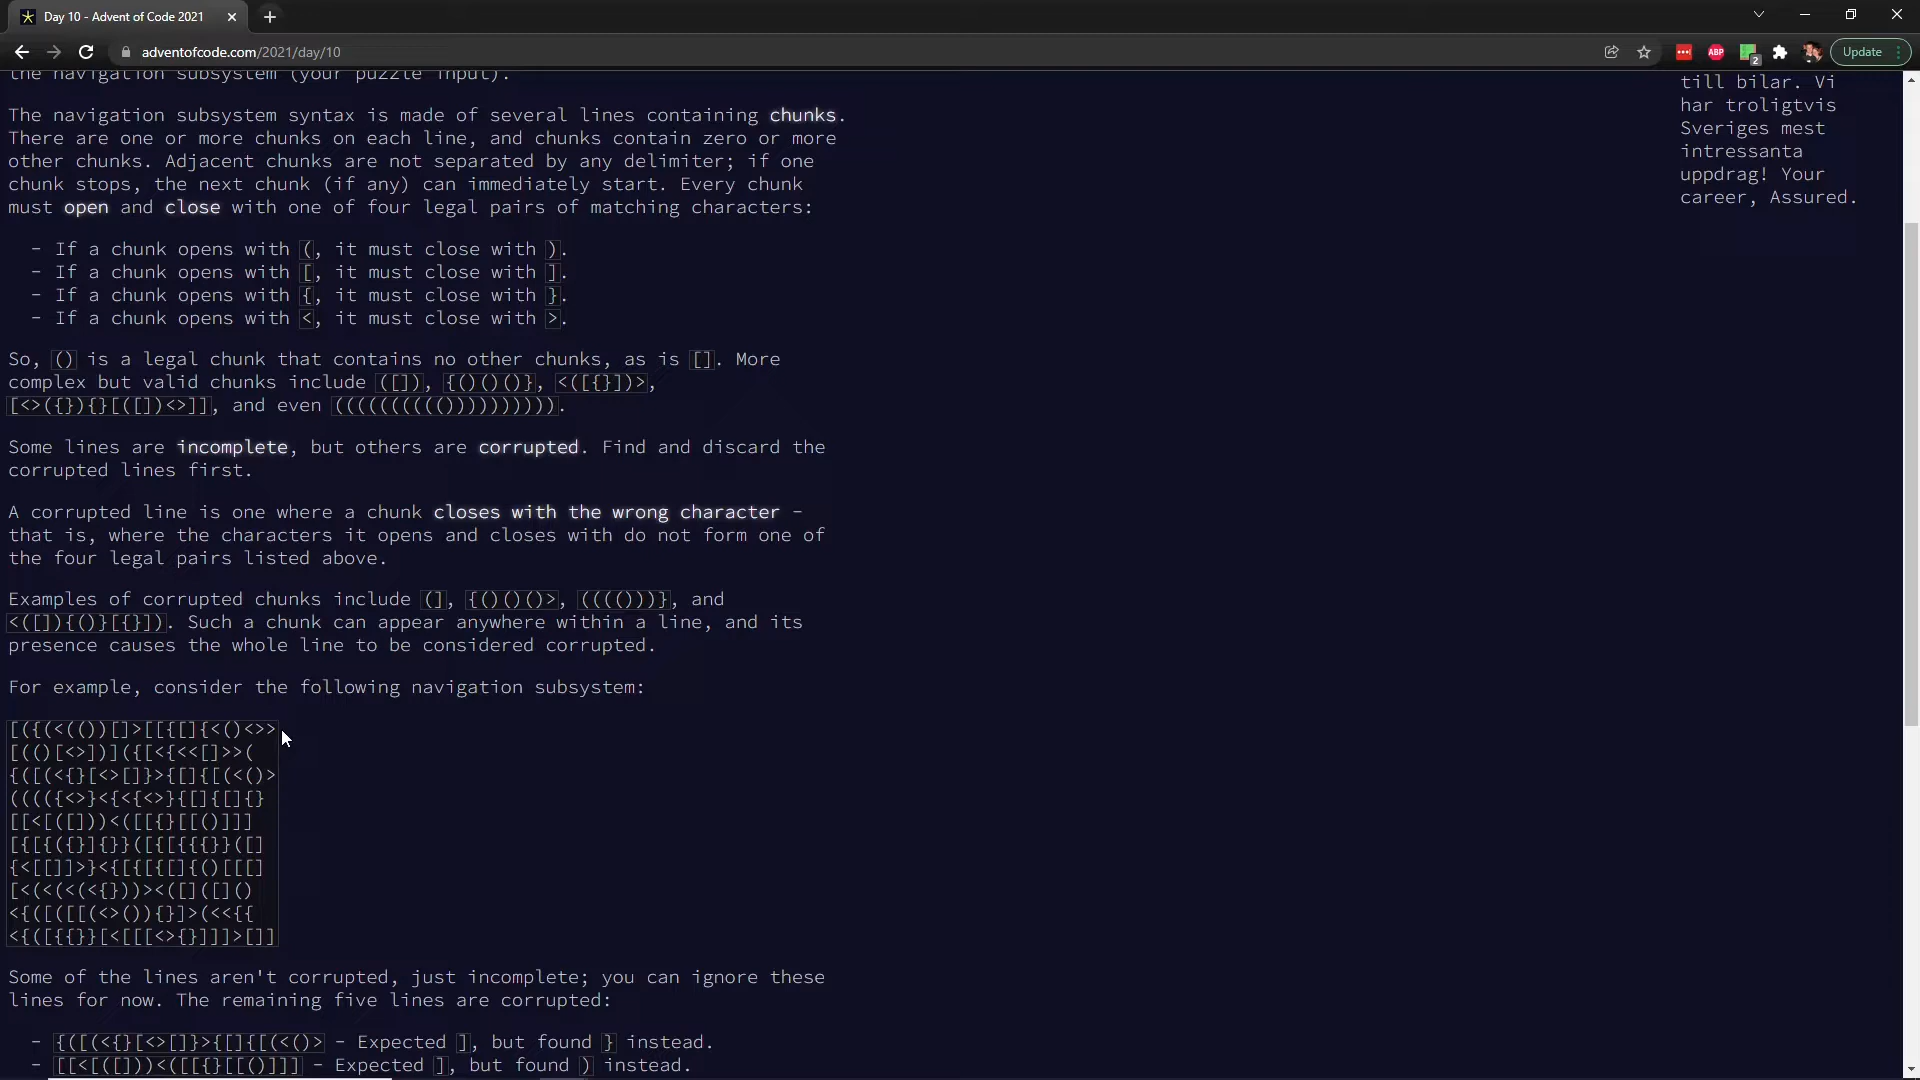 Day 10 - Advent of Code 2021
adventofcode.com/2021/day/10
ABP
2
Update
the navigation subsystem (your puzzle input).
The navigation subsystem syntax is made of several lines containing chunks.
There are one or more chunks on each line, and chunks contain zero or more
other chunks. Adjacent chunks are not separated by any delimiter; if one
chunk stops, the next chunk (if any) can immediately start. Every chunk
must open and close with one of four legal pairs of matching characters:
- If a chunk opens with (, it must close with ).
- If a chunk opens with [, it must close with ].
- If a chunk opens with {, it must close with }.
- If a chunk opens with <, it must close with >.
So, () is a legal chunk that contains no other chunks, as is []. More
complex but valid chunks include ([]), {()()()}, <([{}])>,
[<>({}){}[([])<>]], and even (((((((((()))))))))).
Some lines are incomplete, but others are corrupted. Find and discard the
corrupted lines first.
A corrupted line is one where a chunk closes with the wrong character -
that is, where the characters it opens and closes with do not form one of
the four legal pairs listed above.
Examples of corrupted chunks include (], {()()()>, (((()))}, and
<([]){()}[{}]). Such a chunk can appear anywhere within a line, and its
presence causes the whole line to be considered corrupted.
For example, consider the following navigation subsystem:
[({(<(())[]>[[{[]{<()<>>
[(()[<>])]({[<{<<[]>>(
{([(<{}[<>[]}>{[]{[(<()>
(((({<>}<{<{<>}{[]{[]{}
[[<[([]))<([[{}[[()]]]
[{[{({}]{}}([{[{{{}}([]
{<[[]]>}<{[{[{[]{()[[[]
[<(<(<(<{}))><([]([]()
<{([([[(<>()){}]>(<<{{
<{([{{}}[<[[[<>{}]]]>[]]
Some of the lines aren't corrupted, just incomplete; you can ignore these
lines for now. The remaining five lines are corrupted:
- {([(<{}[<>[]}>{[]{[(<()> - Expected ], but found } instead.
- [[<[([]))<([[{}[[()]]] - Expected ], but found ) instead.
till bilar. Vi
har troligtvis
Sveriges mest
intressanta
uppdrag! Your
career, Assured.